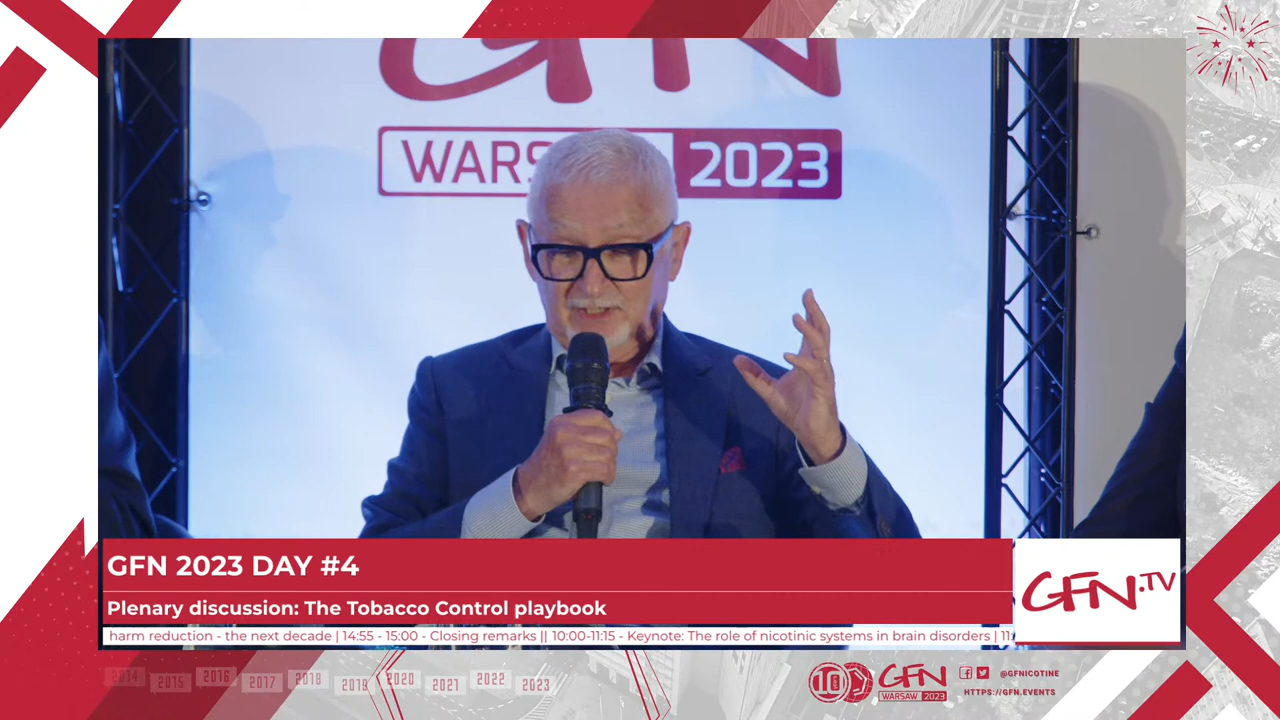 GFN
WARS 2023
GFN 2023 DAY #4
Plenary discussion: The Tobacco Control playbook
harm reduction - the next decade | 14:55 - 15:00 - Closing remarks || 10:00-11:15 - Keynote: The role of nicotinic systems in brain disorders | 11:
GFN.TV
2014 2015 2016 2017 2018 2019 2020 2021 2022 2023
10
GFN
WARSAW 2023
@GFNICOTINE
HTTPS://GFN.EVENTS